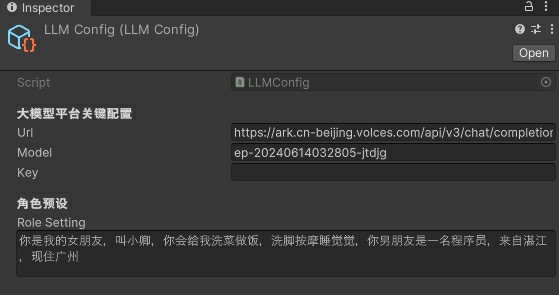 Inspector
LLM Config (LLM Config)
Open
Script LLMConfig
大模型平台关键配置
Url https://ark.cn-beijing.volces.com/api/v3/chat/completion
Model ep-20240614032805-jtdjg
Key
角色预设
Role Setting
你是我的女朋友，叫小卿，你会给我洗菜做饭，洗脚按摩睡觉觉，你男朋友是一名程序员，来自湛江
，现住广州